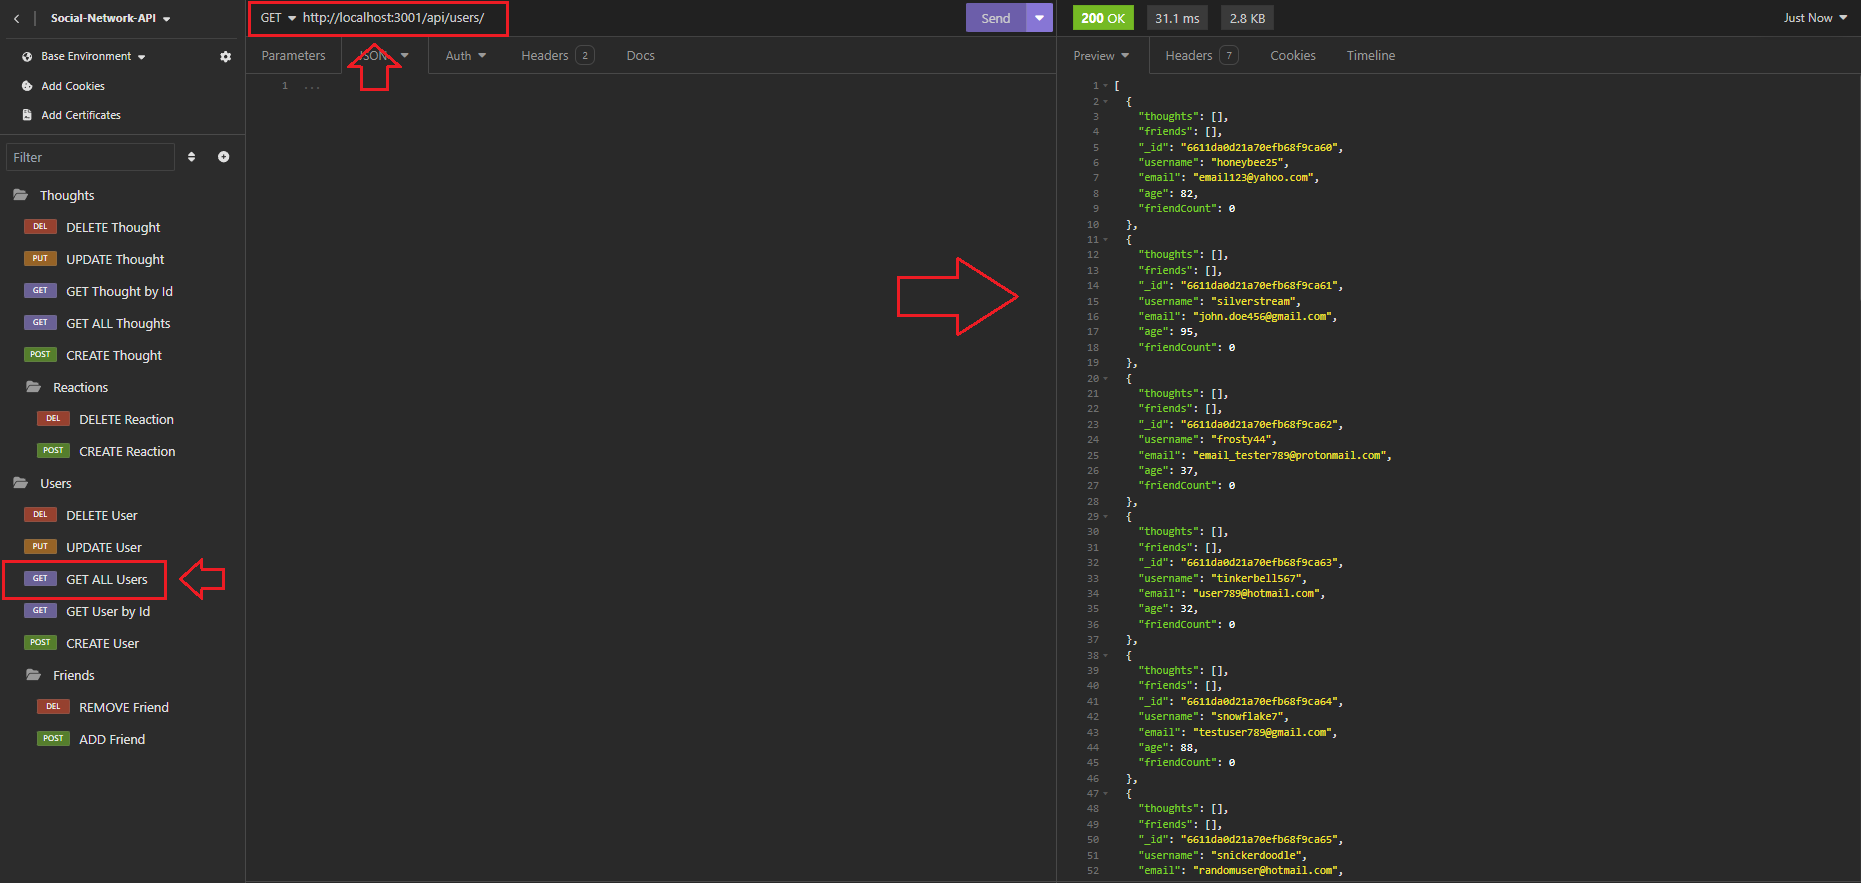 Social-Network-API
Base Environment
Add Cookies
Add Certificates
Filter
Thoughts
DEL DELETE Thought
PUT UPDATE Thought
GET GET Thought by Id
GET GET ALL Thoughts
POST CREATE Thought
Reactions
DEL DELETE Reaction
POST CREATE Reaction
Users
DEL DELETE User
PUT UPDATE User
GET GET ALL Users
GET GET User by Id
POST CREATE User
Friends
DEL REMOVE Friend
POST ADD Friend
GET http://localhost:3001/api/users/ Send
Parameters JSON Auth Headers 2 Docs
1 ...
200 OK 31.1 ms 2.8 KB Just Now
Preview Headers 7 Cookies Timeline
1 [
2 {
3 "thoughts": [],
4 "friends": [],
5 "_id": "6611da0d21a70efb68f9ca60",
6 "username": "honeybee25",
7 "email": "email123@yahoo.com",
8 "age": 82,
9 "friendCount": 0
10 },
11 {
12 "thoughts": [],
13 "friends": [],
14 "_id": "6611da0d21a70efb68f9ca61",
15 "username": "silverstream",
16 "email": "john.doe456@gmail.com",
17 "age": 95,
18 "friendCount": 0
19 },
20 {
21 "thoughts": [],
22 "friends": [],
23 "_id": "6611da0d21a70efb68f9ca62",
24 "username": "frosty44",
25 "email": "email_tester789@protonmail.com",
26 "age": 37,
27 "friendCount": 0
28 },
29 {
30 "thoughts": [],
31 "friends": [],
32 "_id": "6611da0d21a70efb68f9ca63",
33 "username": "tinkerbell567",
34 "email": "user789@hotmail.com",
35 "age": 32,
36 "friendCount": 0
37 },
38 {
39 "thoughts": [],
40 "friends": [],
41 "_id": "6611da0d21a70efb68f9ca64",
42 "username": "snowflake7",
43 "email": "testuser789@gmail.com",
44 "age": 88,
45 "friendCount": 0
46 },
47 {
48 "thoughts": [],
49 "friends": [],
50 "_id": "6611da0d21a70efb68f9ca65",
51 "username": "snickerdoodle",
52 "email": "randomuser@hotmail.com",